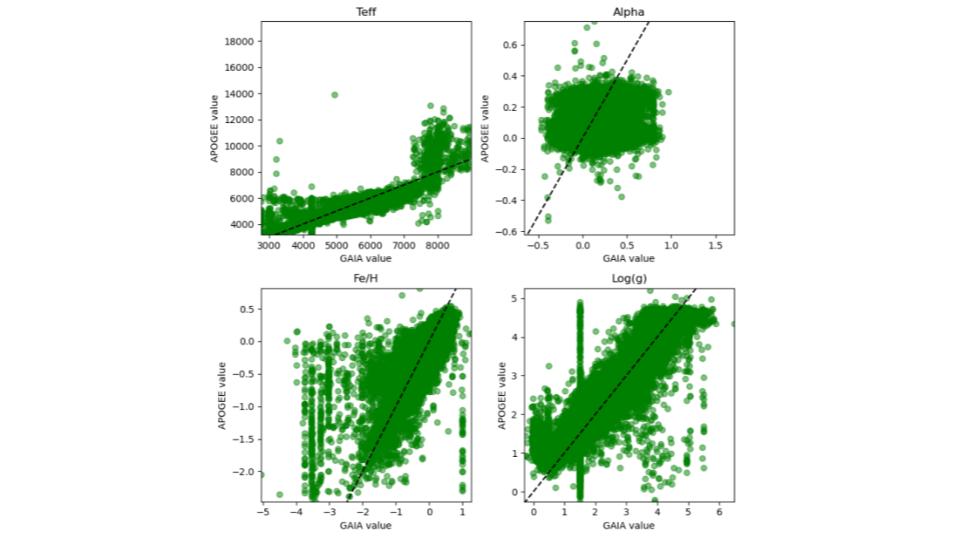 Teff
18000
16000
14000
12000
10000
8000
6000
4000
APOGEE value
3000 4000 5000 6000 7000 8000
GAIA value
Alpha
0.6
0.4
0.2
0.0
−0.2
−0.4
−0.6
APOGEE value
−0.5 0.0 0.5 1.0 1.5
GAIA value
Fe/H
0.5
0.0
−0.5
−1.0
−1.5
−2.0
APOGEE value
−5 −4 −3 −2 −1 0 1
GAIA value
Log(g)
5
4
3
2
1
0
APOGEE value
0 1 2 3 4 5 6
GAIA value